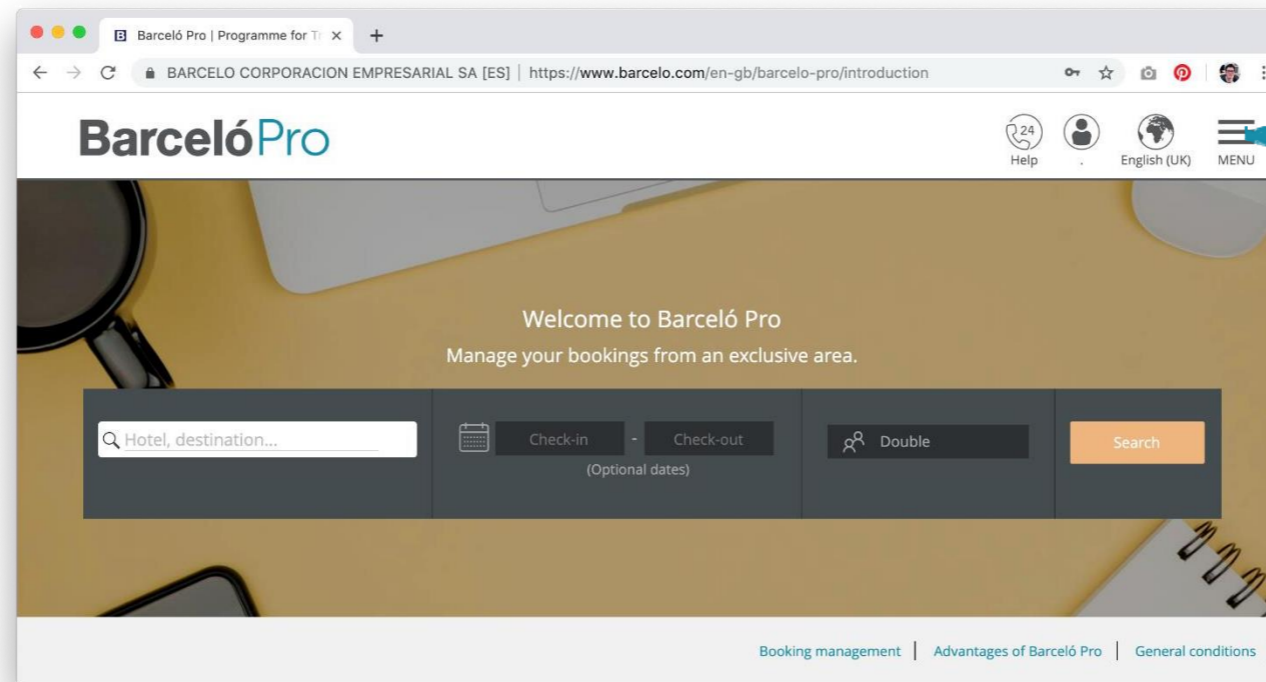 Barceló Pro | Programme for Tr
BARCELO CORPORACION EMPRESARIAL SA [ES] | https://www.barcelo.com/en-gb/barcelo-pro/introduction
BarcelóPro
24
Help
.
English (UK)
MENU
Welcome to Barceló Pro
Manage your bookings from an exclusive area.
Hotel, destination...
Check-in - Check-out
(Optional dates)
Double
Search
Booking management | Advantages of Barceló Pro | General conditions